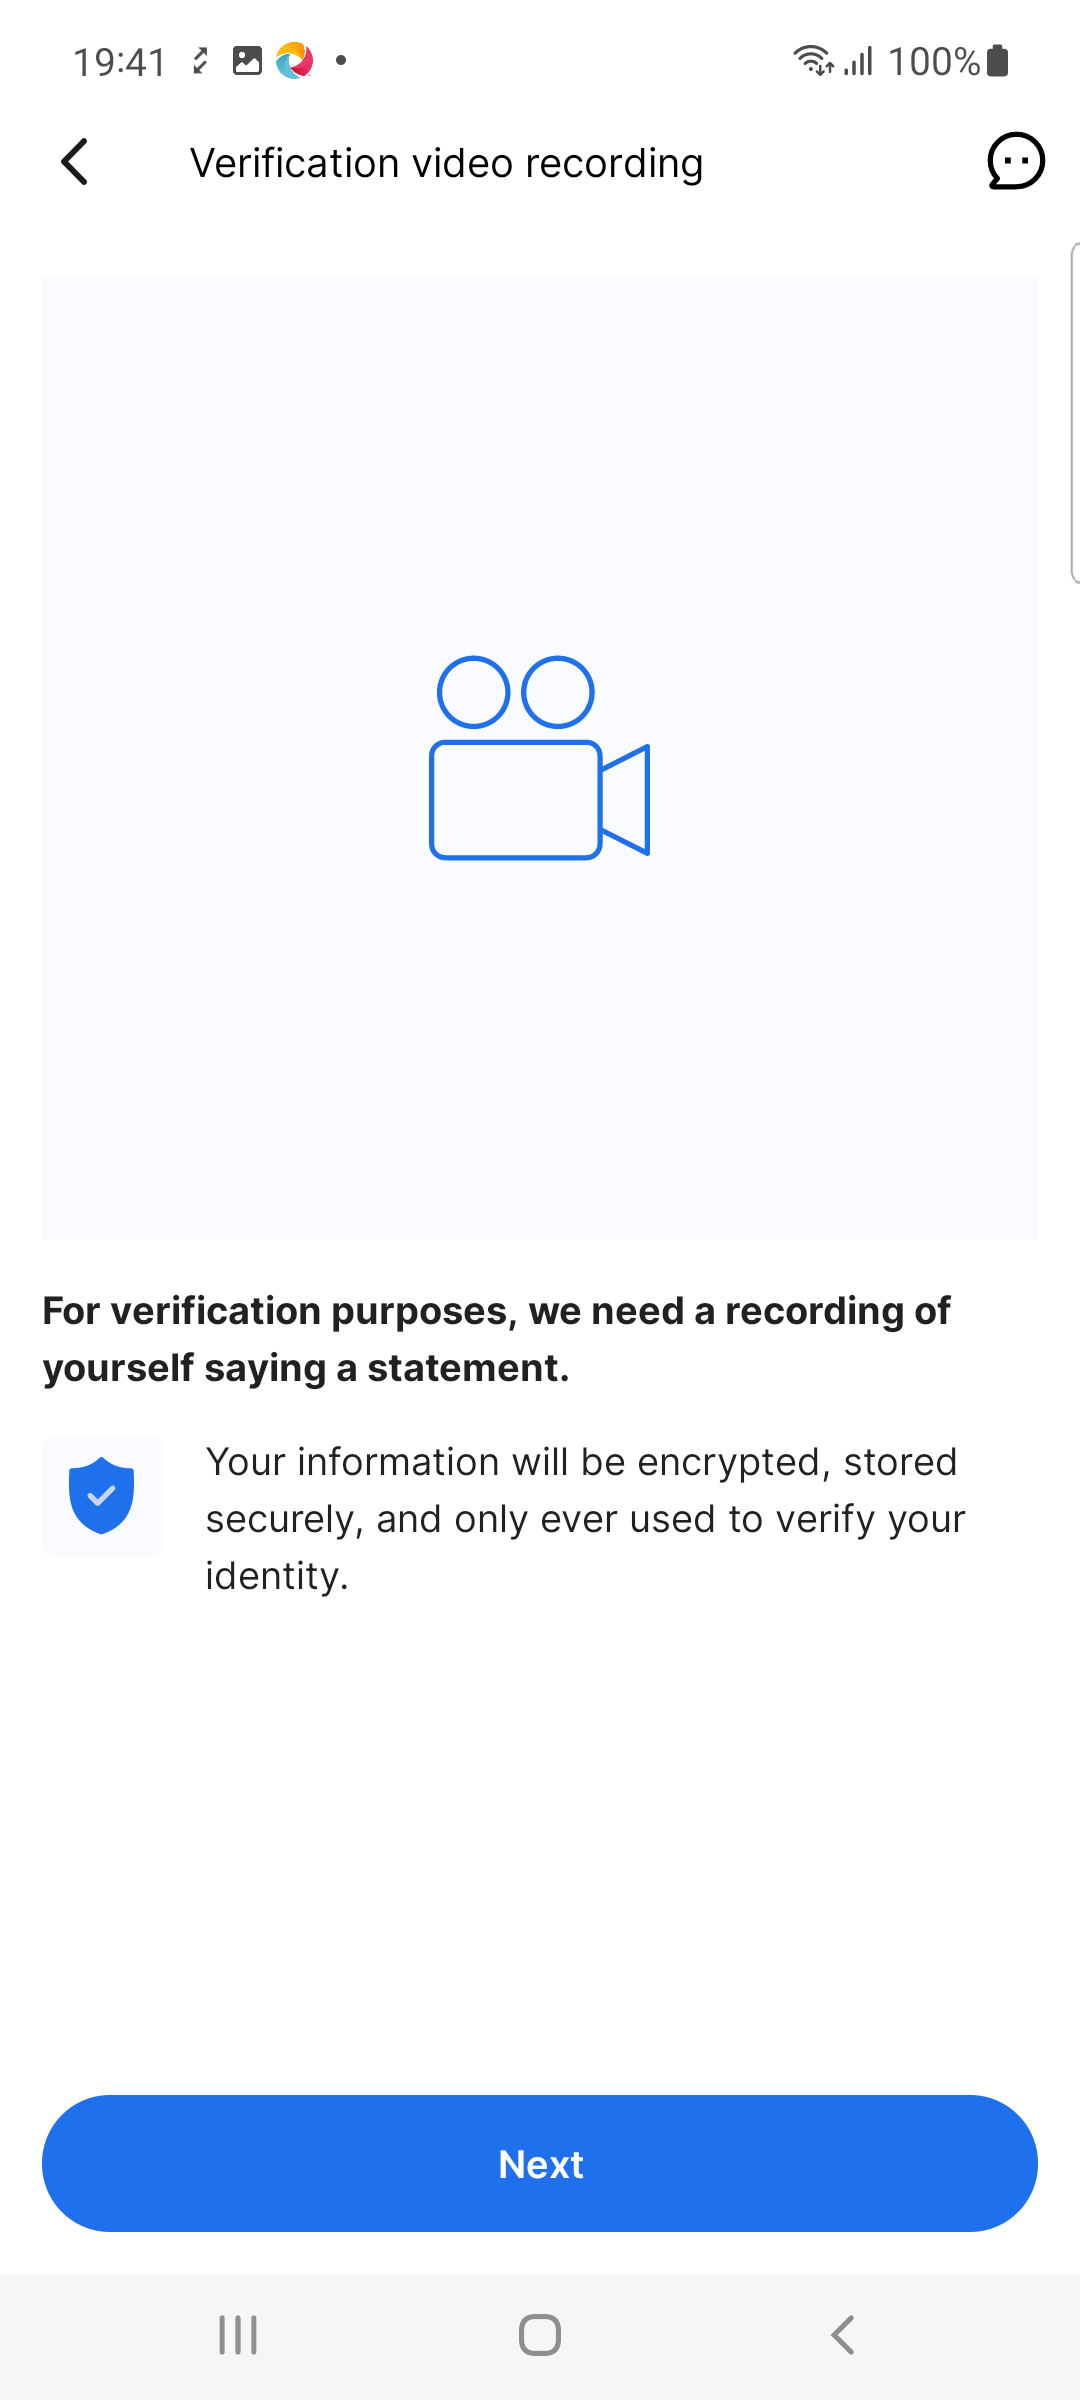 19:41
100%
Verification video recording
For verification purposes, we need a recording of
yourself saying a statement.
Your information will be encrypted, stored
securely, and only ever used to verify your
identity.
Next